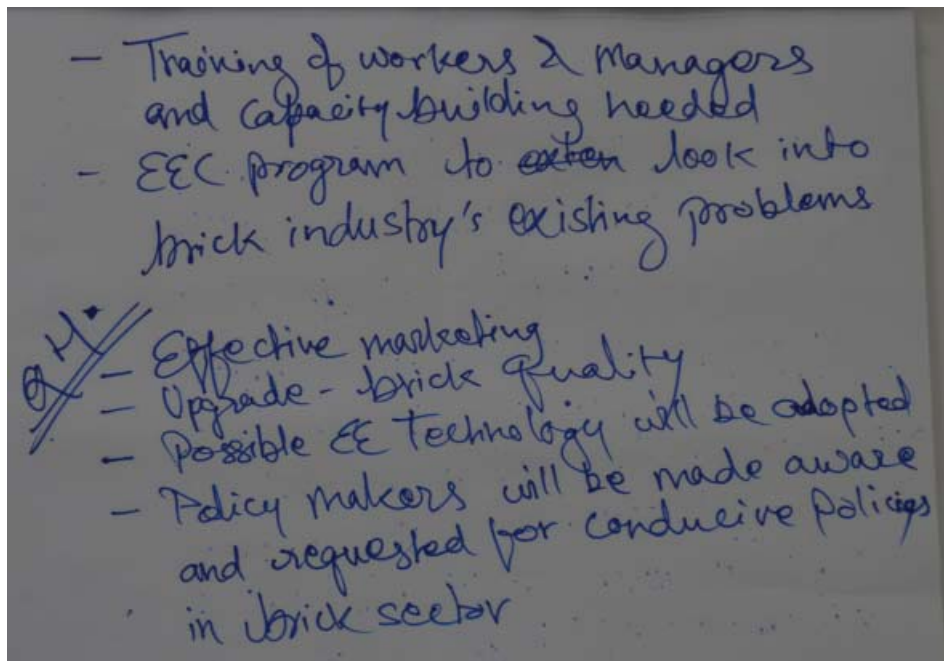 - Training of workers & Managers
and capacity building needed
- EEC program to look into
brick industry's existing problems
- Effective marketing
- Upgrade - brick quality
- Possible EE Technology will be adopted
- Policy makers will be made aware
and requested for conducive policies
in brick sector